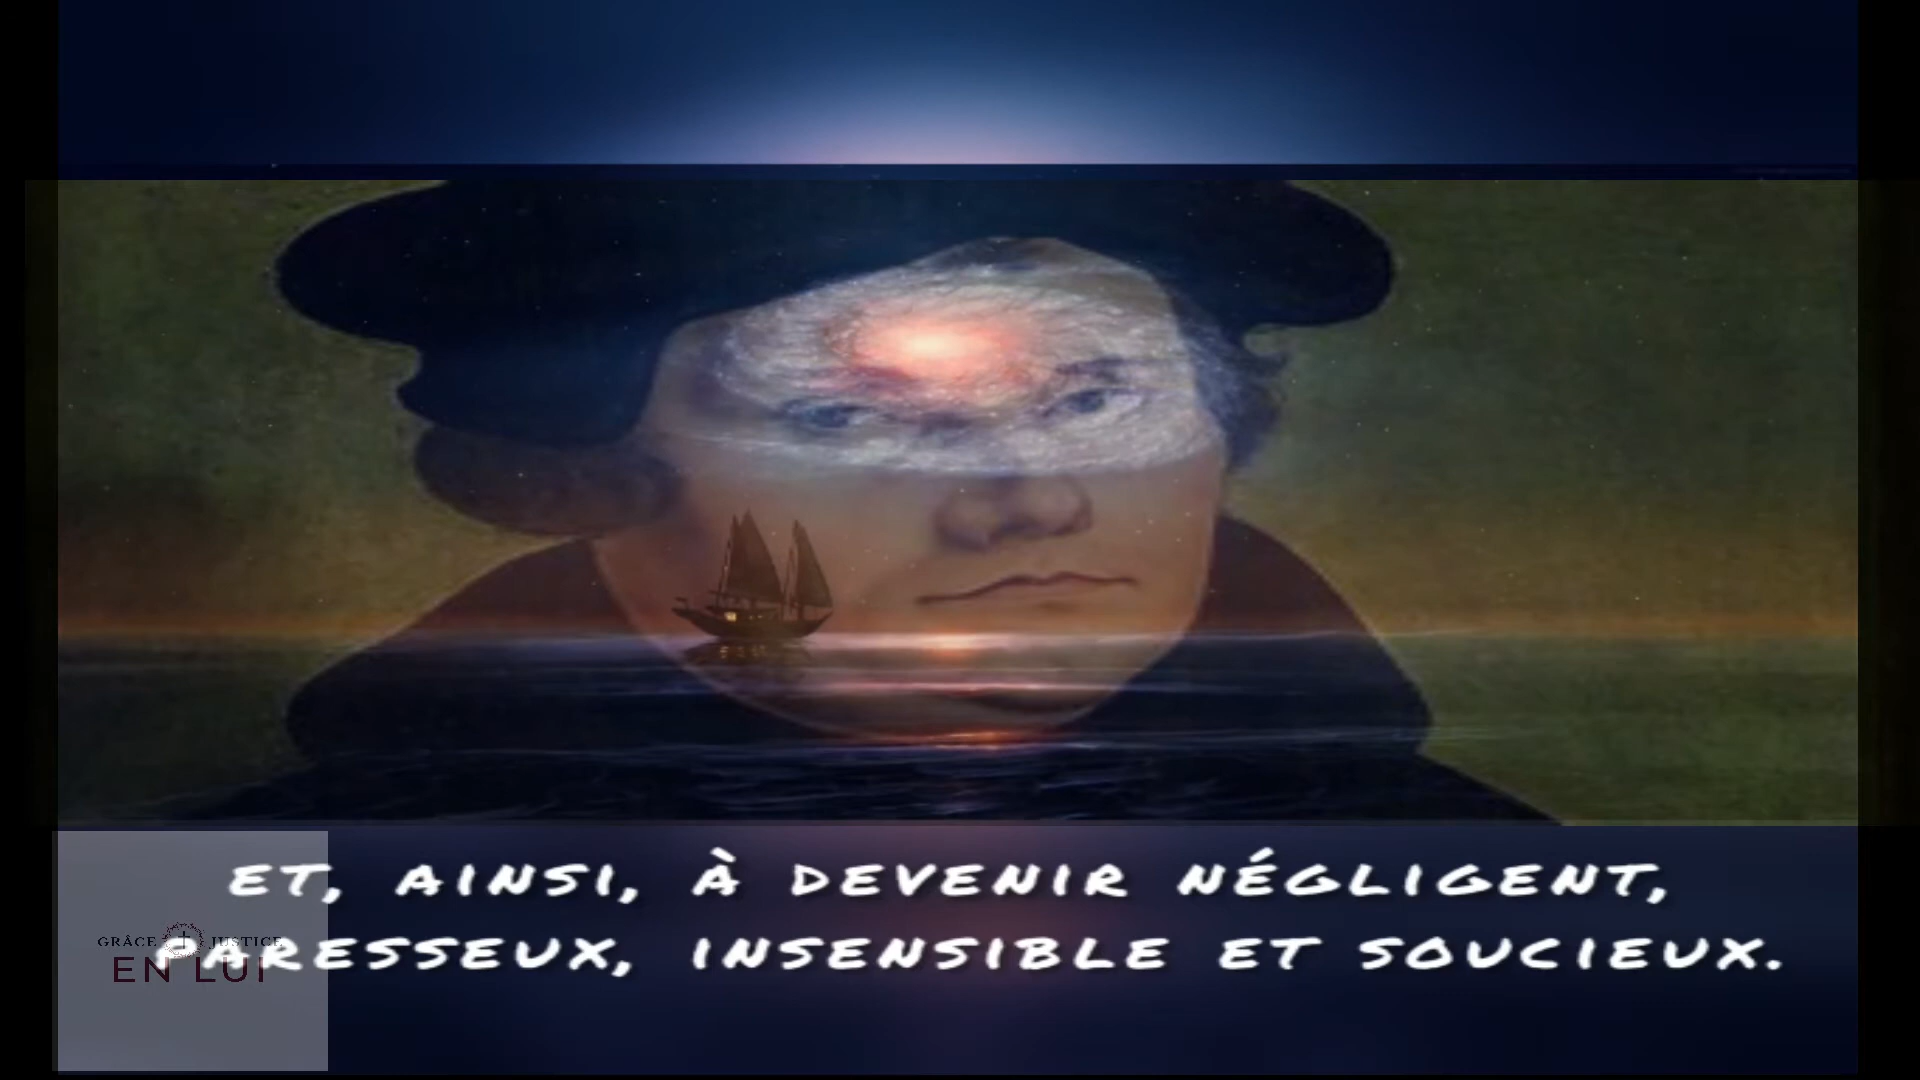 ET, AINSI, À DEVENIR NÉGLIGENT,
PARESSEUX, INSENSIBLE ET SOUCIEUX.
GRÂCE JUSTICE
EN LUI